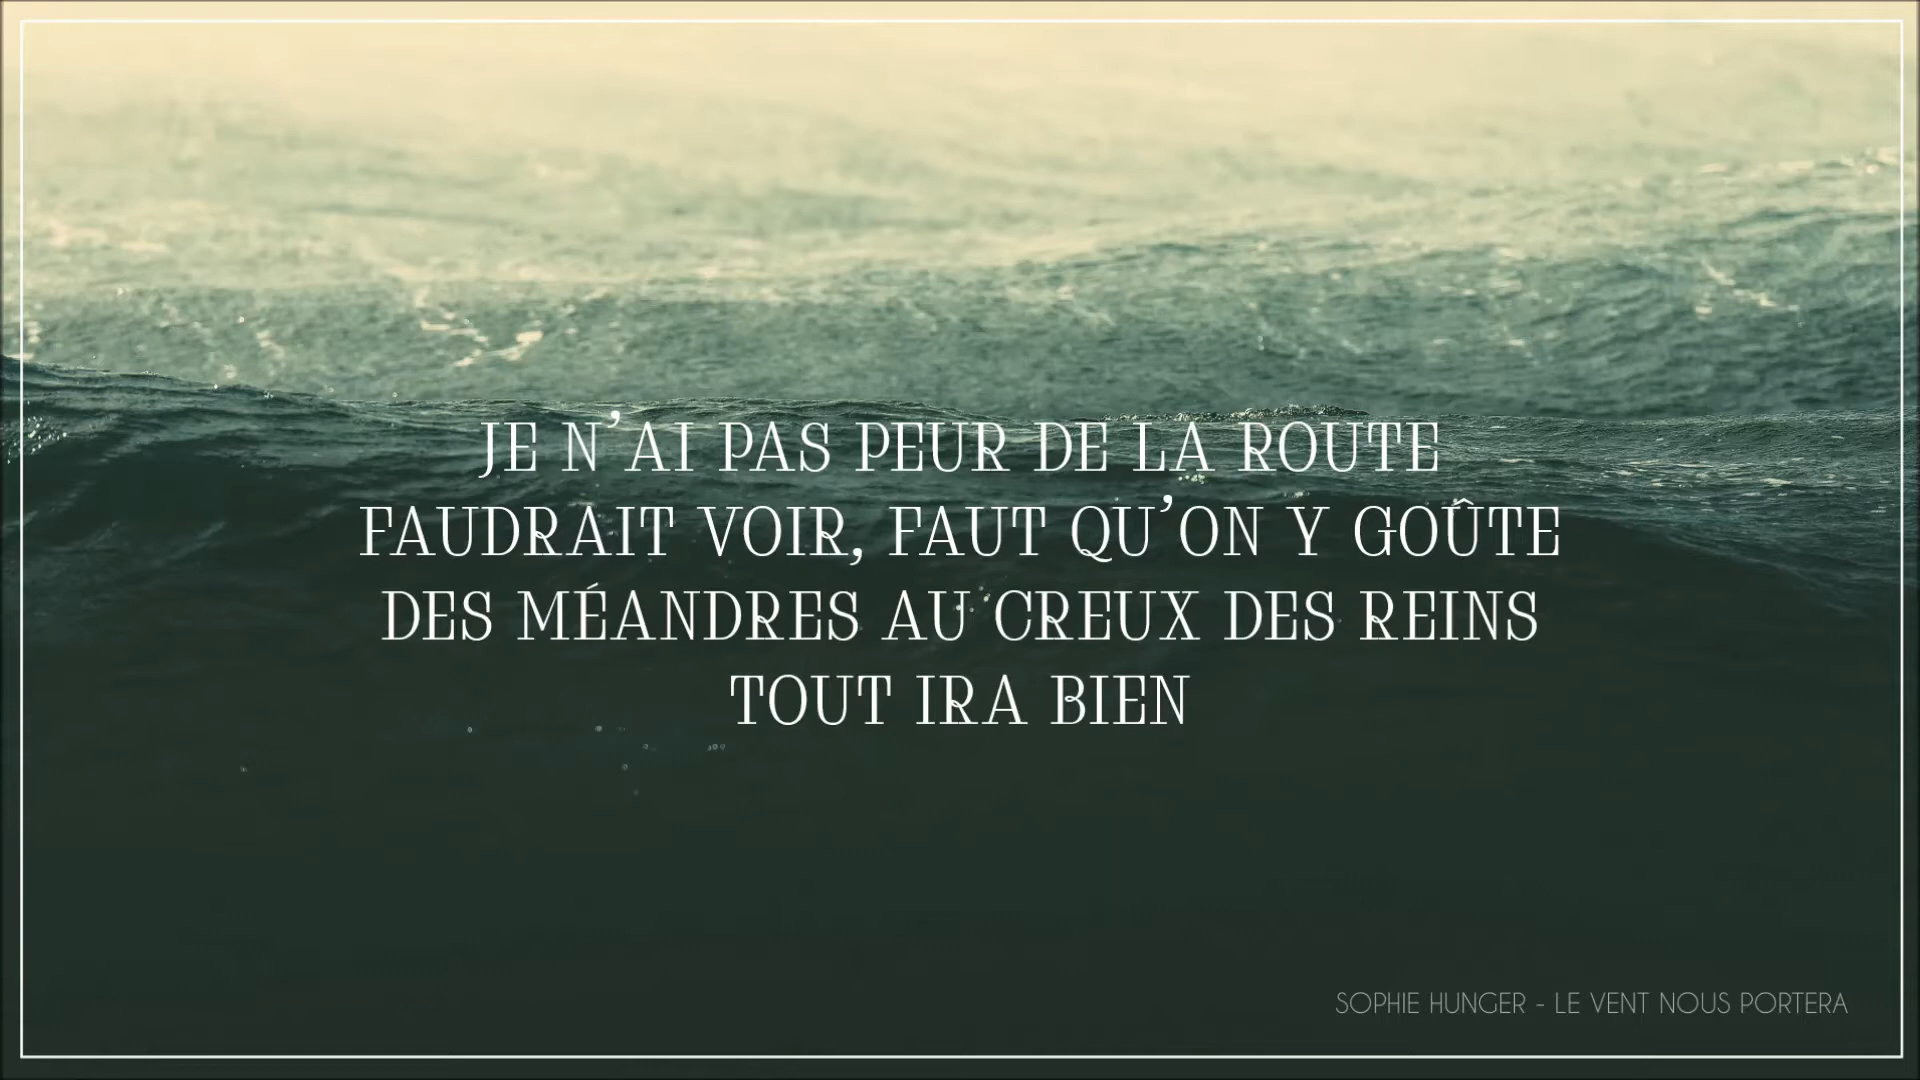 JE N’AI PAS PEUR DE LA ROUTE
FAUDRAIT VOIR, FAUT QU’ON Y GOÛTE
DES MÉANDRES AU CREUX DES REINS
TOUT IRA BIEN
SOPHIE HUNGER - LE VENT NOUS PORTERA